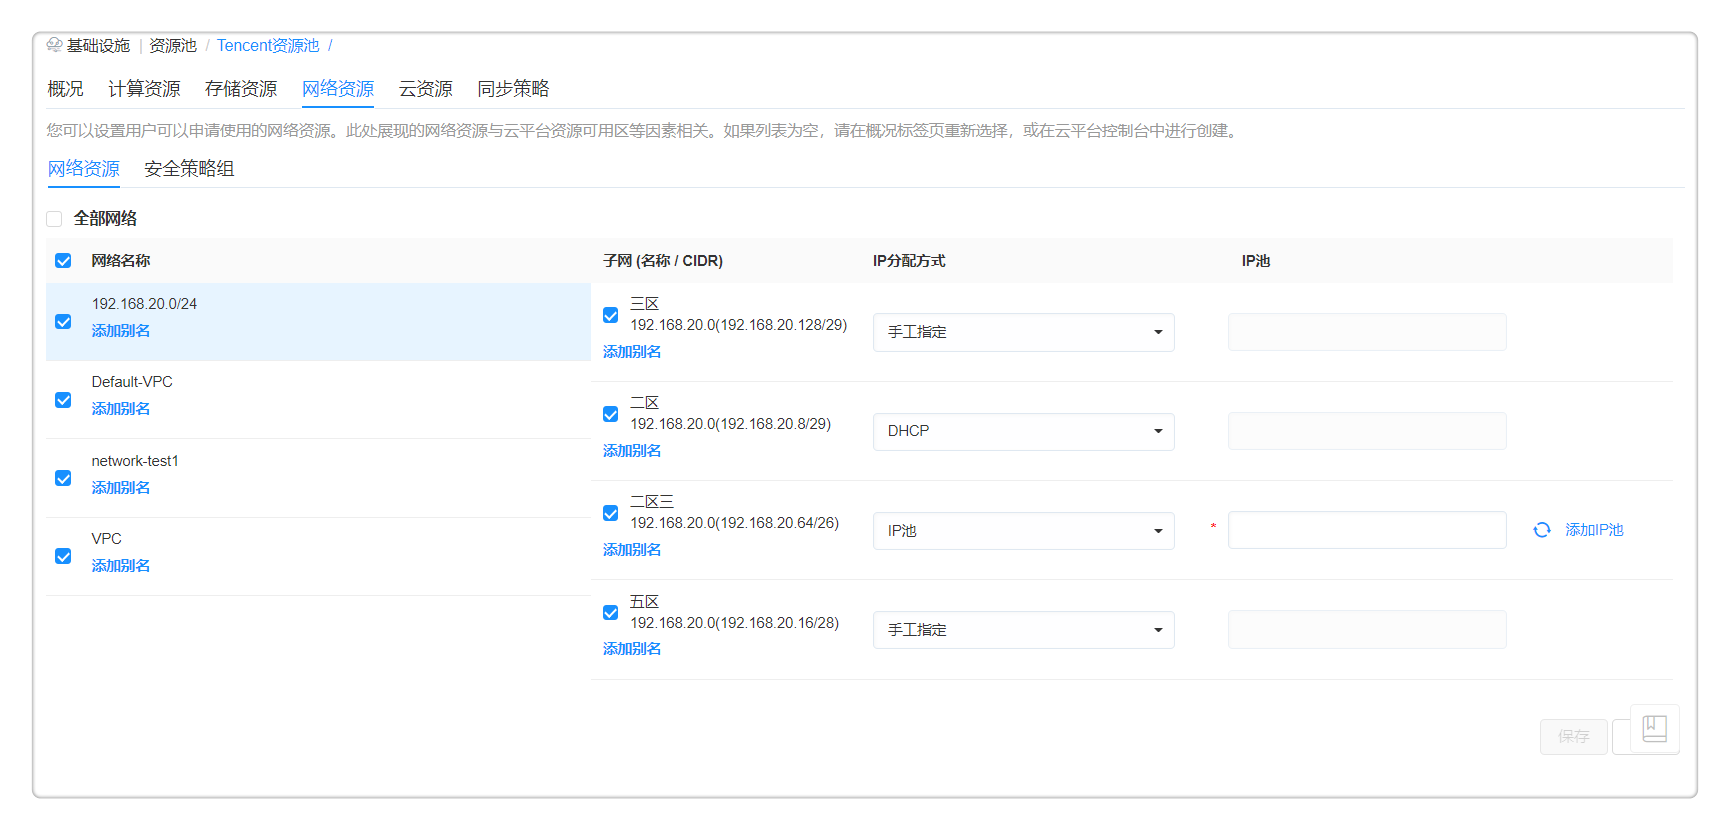 基础设施 | 资源池 / Tencent资源池 /
概况 计算资源 存储资源 网络资源 云资源 同步策略
您可以设置用户可以申请使用的网络资源。此处展现的网络资源与云平台资源可用区等因素相关。如果列表为空，请在概况标签页重新选择，或在云平台控制台中进行创建。
网络资源 安全策略组
全部网络
网络名称 子网 (名称 / CIDR) IP分配方式 IP池
192.168.20.0/24
添加别名
Default-VPC
添加别名
network-test1
添加别名
VPC
添加别名
三区
192.168.20.0(192.168.20.128/29)
添加别名
手工指定
二区
192.168.20.0(192.168.20.8/29)
添加别名
DHCP
二区三
192.168.20.0(192.168.20.64/26)
添加别名
IP池
* 添加IP池
五区
192.168.20.0(192.168.20.16/28)
添加别名
手工指定
保存